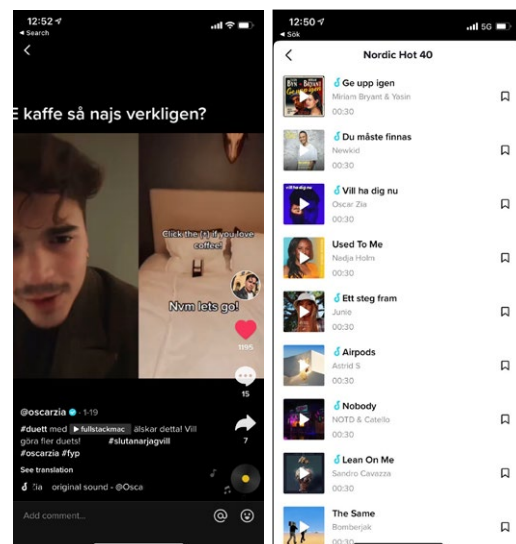 12:52
5G
◄ Search
E kaffe så najs verkligen?
Click the (+) if you love
coffee!
Nvm lets go!
1195
15
7
@oscarzia · 1-19
#duett med fullstackmac älskar detta! Vill
göra fler duets! #slutanarjagvill
#oscarzia #fyp
See translation
Zia original sound - @Osca
Add comment...
12:50
◄ Sök
Nordic Hot 40
Ge upp igen
Miriam Bryant & Yasin
00:30
Du måste finnas
Newkid
00:30
Vill ha dig nu
Oscar Zia
00:30
Used To Me
Nadja Holm
00:30
Ett steg fram
Junie
00:30
Airpods
Astrid S
00:30
Nobody
NOTD & Catello
00:30
Lean On Me
Sandro Cavazza
00:30
The Same
Bomberjak
00:30